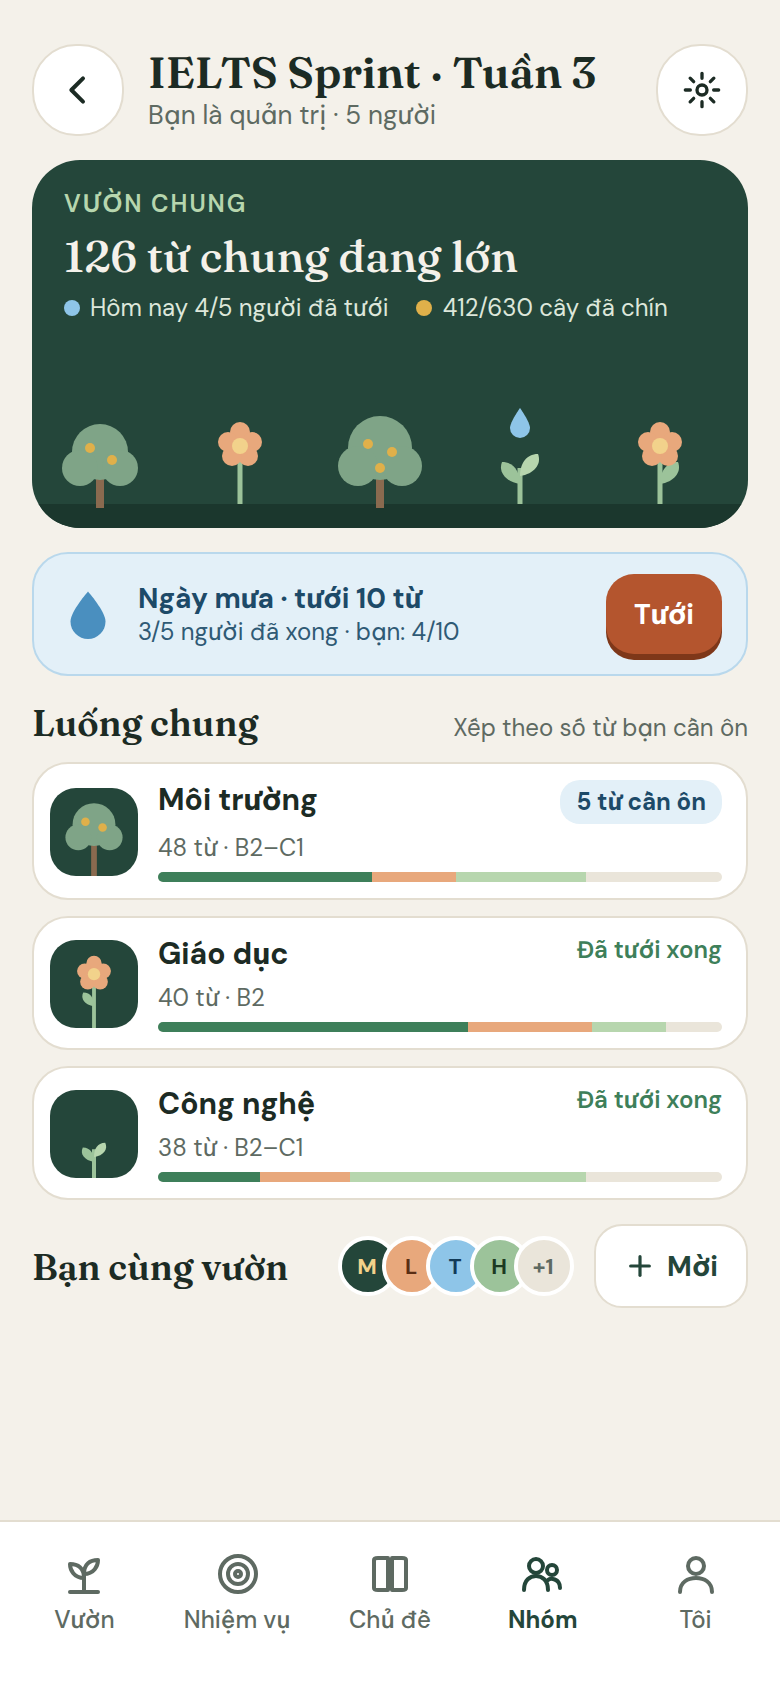 IELTS Sprint · Tuần 3
Bạn là quản trị · 5 người
VƯỜN CHUNG
126 từ chung đang lớn
Hôm nay 4/5 người đã tưới
412/630 cây đã chín
Ngày mưa · tưới 10 từ
3/5 người đã xong · bạn: 4/10
Tưới
Luống chung
Xếp theo số từ bạn cần ôn
Môi trường
5 từ cần ôn
48 từ · B2–C1
Giáo dục
Đã tưới xong
40 từ · B2
Công nghệ
Đã tưới xong
38 từ · B2–C1
Bạn cùng vườn
M L T H +1
Mời
Vườn
Nhiệm vụ
Chủ đề
Nhóm
Tôi